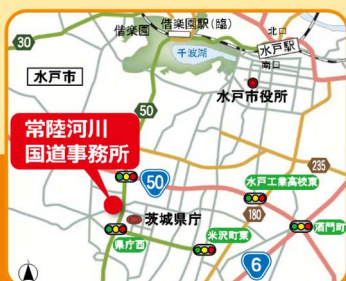 偕楽園駅(臨)
偕楽園
北口
水戸駅
南口
千波湖
30
水戸市
水戸市役所
50
常陸河川
国道事務所
235
50
水戸工業高校東
180
茨城県庁
酒門町
県庁西
米沢町東
6